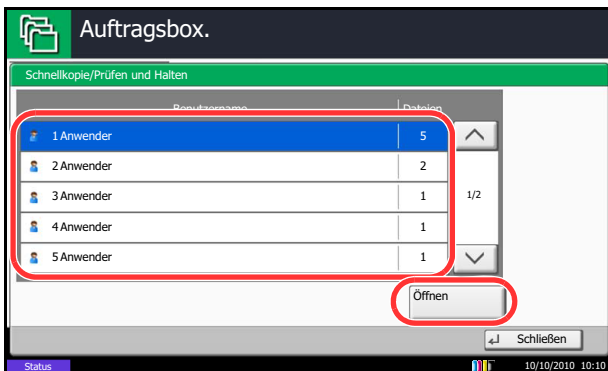 Auftragsbox.
Schnellkopie/Prüfen und Halten
Benutzername Dateien
1 Anwender 5
2 Anwender 2
3 Anwender 1 1/2
4 Anwender 1
5 Anwender 1
Öffnen
Schließen
Status 10/10/2010 10:10